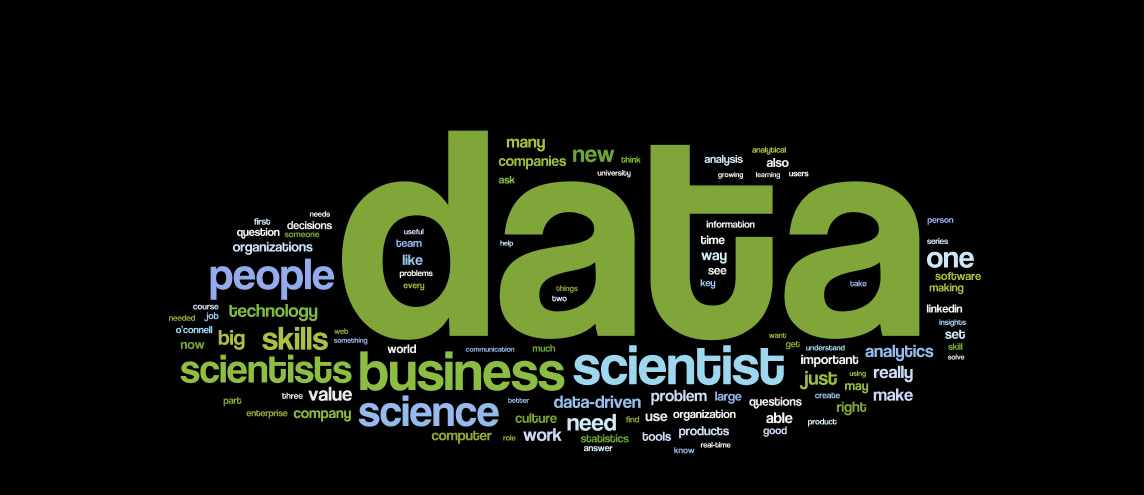 many
companies
new
think
analysis
analytical
also
ask
university
growing
learning
users
data
first
needs
question
decisions
someone
organizations
useful
team
like
problems
every
help
things
two
information
time
way
see
key
take
person
series
one
software
making
people
course
needed
job
technology
o'connell
now
big
skills
web
something
linkedin
insights
set
skill
solve
world
communication
much
want
get
understand
important
analytics
scientists
business
scientist
just
using
may
really
part
three
value
enterprise
company
science
better
data-driven
problem
large
questions
create
right
make
culture
need
find
use
organization
able
product
computer
role
work
statistics
answer
tools
products
good
know
real-time